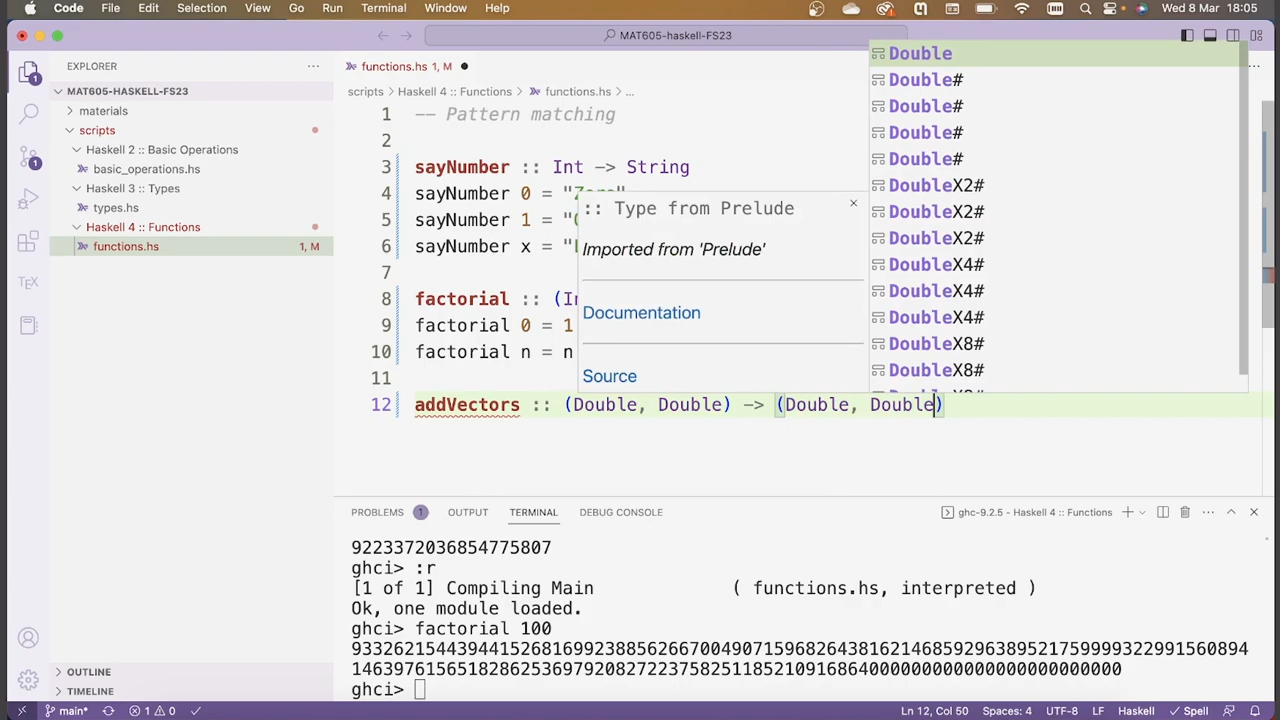 Code File Edit Selection View Go Run Terminal Window Help Wed 8 Mar 18:05
MAT605-haskell-FS23
EXPLORER
functions.hs 1, M
MAT605-HASKELL-FS23
materials
scripts
Haskell 2 :: Basic Operations
basic_operations.hs
Haskell 3 :: Types
types.hs
Haskell 4 :: Functions
functions.hs 1, M
OUTLINE
TIMELINE
scripts > Haskell 4 :: Functions > functions.hs > ...
1 -- Pattern matching
2
3 sayNumber :: Int -> String
4 sayNumber 0 = "Zero"
5 sayNumber 1 = "
6 sayNumber x = "
7
8 factorial :: (
9 factorial 0 = 1
10 factorial n = n
11
12 addVectors :: (Double, Double) -> (Double, Double)
:: Type from Prelude
Imported from 'Prelude'
Documentation
Source
Double
Double#
Double#
Double#
Double#
DoubleX2#
DoubleX2#
DoubleX2#
DoubleX4#
DoubleX4#
DoubleX4#
DoubleX8#
DoubleX8#
DoubleX8#
PROBLEMS 1 OUTPUT TERMINAL DEBUG CONSOLE ghc-9.2.5 - Haskell 4 :: Functions
9223372036854775807
ghci> :r
[1 of 1] Compiling Main ( functions.hs, interpreted )
Ok, one module loaded.
ghci> factorial 100
93326215443944152681699238856266700490715968264381621468592963895217599993229915608941
463976156518286253697920827223758251185210916864000000000000000000000000
ghci>
main* 1 0 Ln 12, Col 50 Spaces: 4 UTF-8 LF Haskell Spell